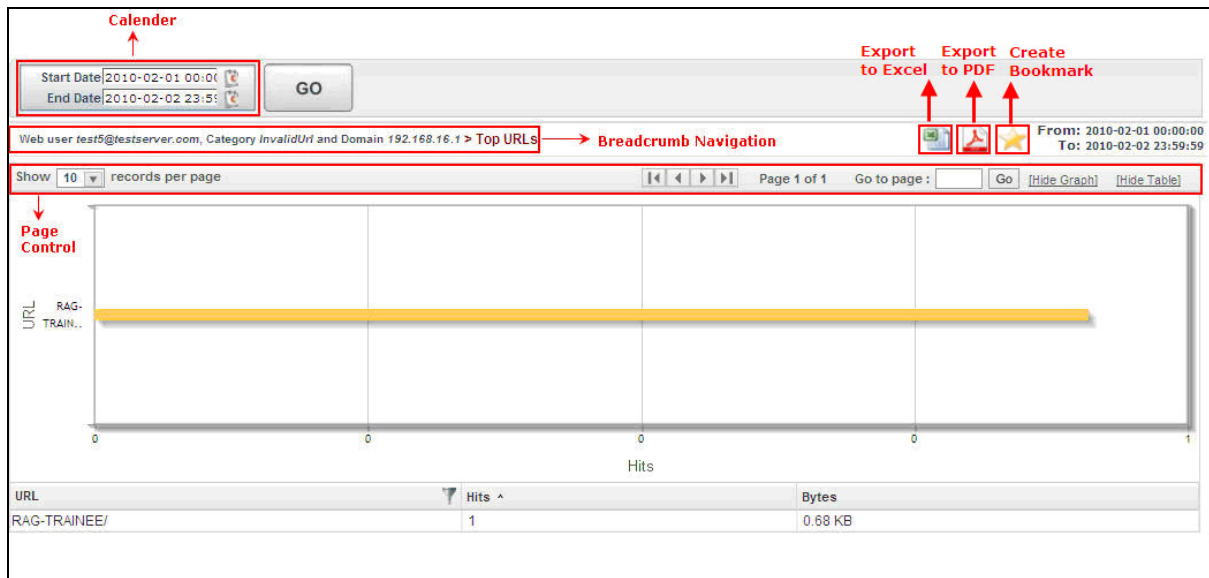 Calender
Export to Excel
Export to PDF
Create Bookmark
Start Date 2010-02-01 00:00
End Date 2010-02-02 23:59
GO
Web user test5@testserver.com, Category InvalidUrl and Domain 192.168.16.1 > Top URLs
Breadcrumb Navigation
From: 2010-02-01 00:00:00
To: 2010-02-02 23:59:59
Show 10 records per page
Page 1 of 1
Go to page :
Go
[Hide Graph]
[Hide Table]
Page
Control
URL
RAG-
TRAIN..
0 0 0 0 1
Hits
URL Hits Bytes
RAG-TRAINEE/ 1 0.68 KB